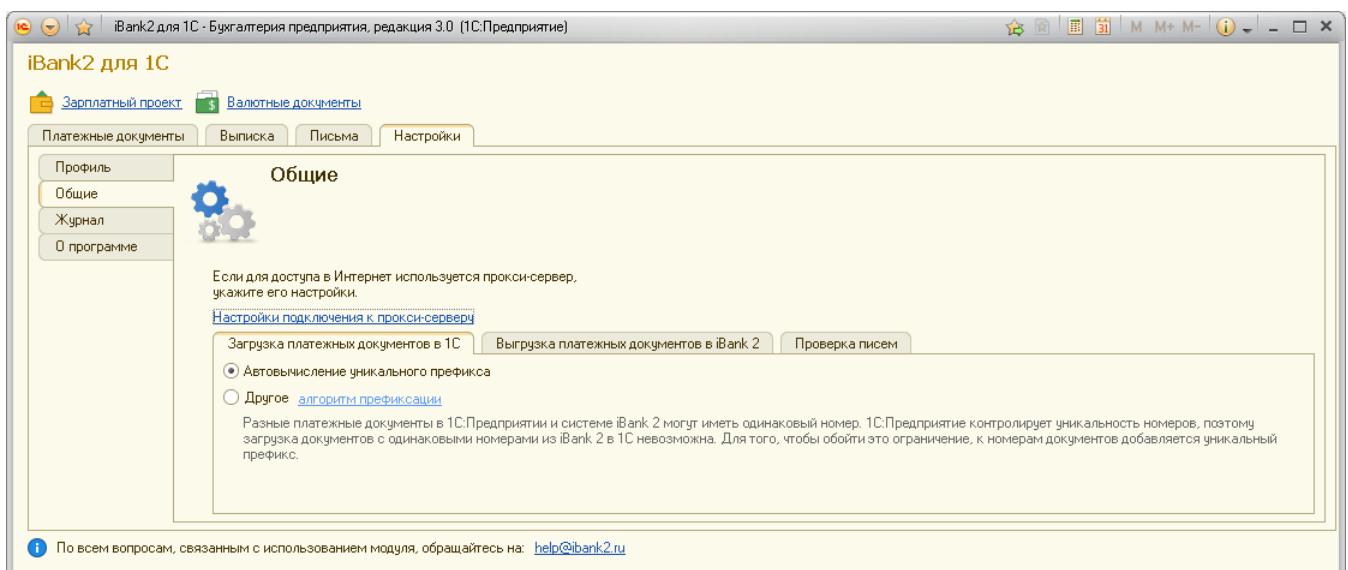 iBank2 для 1С - Бухгалтерия предприятия, редакция 3.0 (1С:Предприятие) 31 M M+ M-
iBank2 для 1С
Зарплатный проект Валютные документы
Платежные документы Выписка Письма Настройки
Профиль
Общие
Журнал
О программе
Общие
Если для доступа в Интернет используется прокси-сервер,
укажите его настройки.
Настройки подключения к прокси-серверу
Загрузка платежных документов в 1С Выгрузка платежных документов в iBank 2 Проверка писем
Автовычисление уникального префикса
Другое алгоритм префиксации
Разные платежные документы в 1С:Предприятии и системе iBank 2 могут иметь одинаковый номер. 1С:Предприятие контролирует уникальность номеров, поэтому
загрузка документов с одинаковыми номерами из iBank 2 в 1С невозможна. Для того, чтобы обойти это ограничение, к номерам документов добавляется уникальный
префикс.
По всем вопросам, связанным с использованием модуля, обращайтесь на: help@ibank2.ru